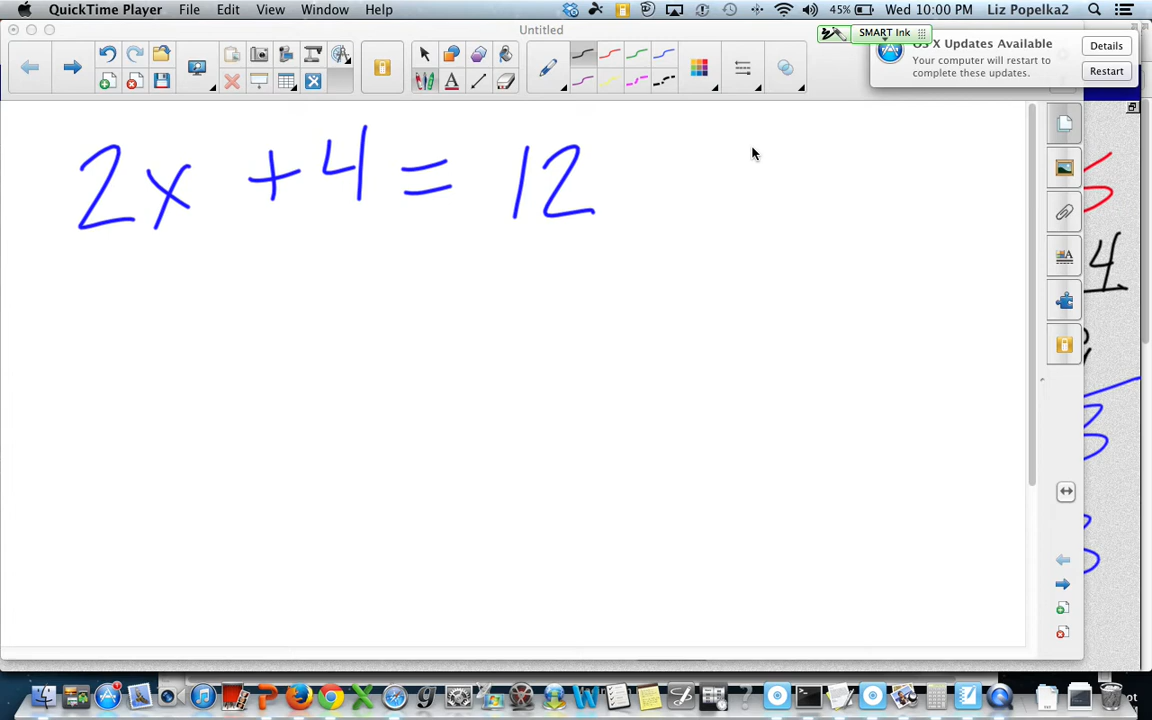 QuickTime Player File Edit View Window Help 45% Wed 10:00 PM Liz Popelka2
Untitled
SMART Ink
X Updates Available
Your computer will restart to
complete these updates.
Details
Restart
2x + 4 = 12
4